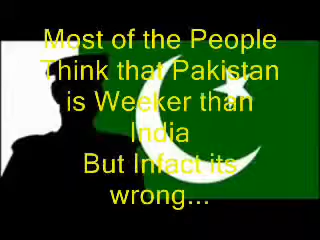 Most of the People
Think that Pakistan
is Weeker than
India
But Infact its
wrong...